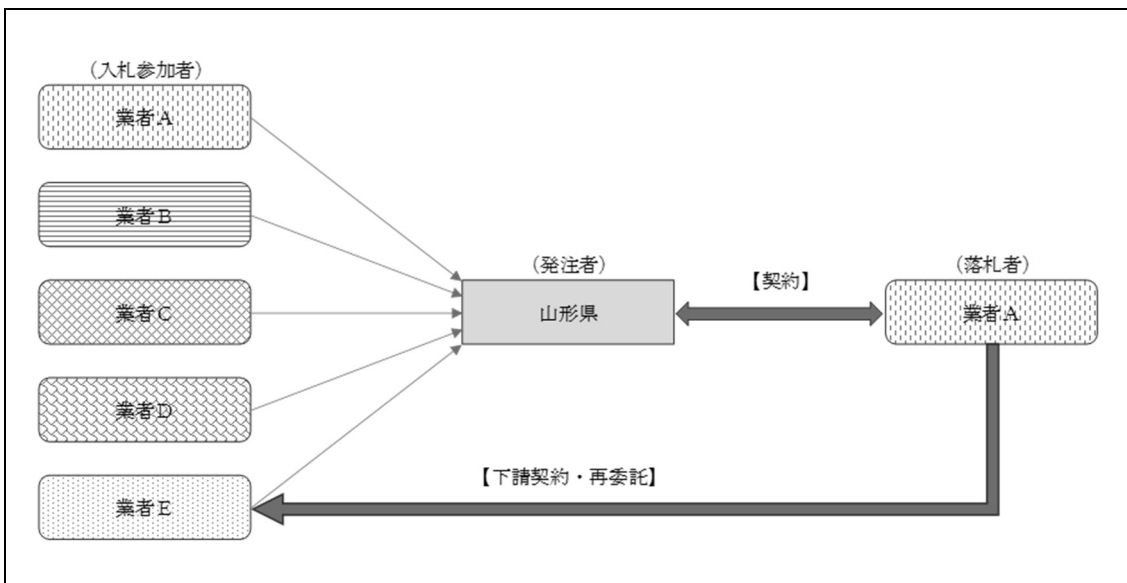 （入札参加者）
業者A
業者B
業者C
業者D
業者E
（発注者）
山形県
【契約】
（落札者）
業者A
【下請契約・再委託】